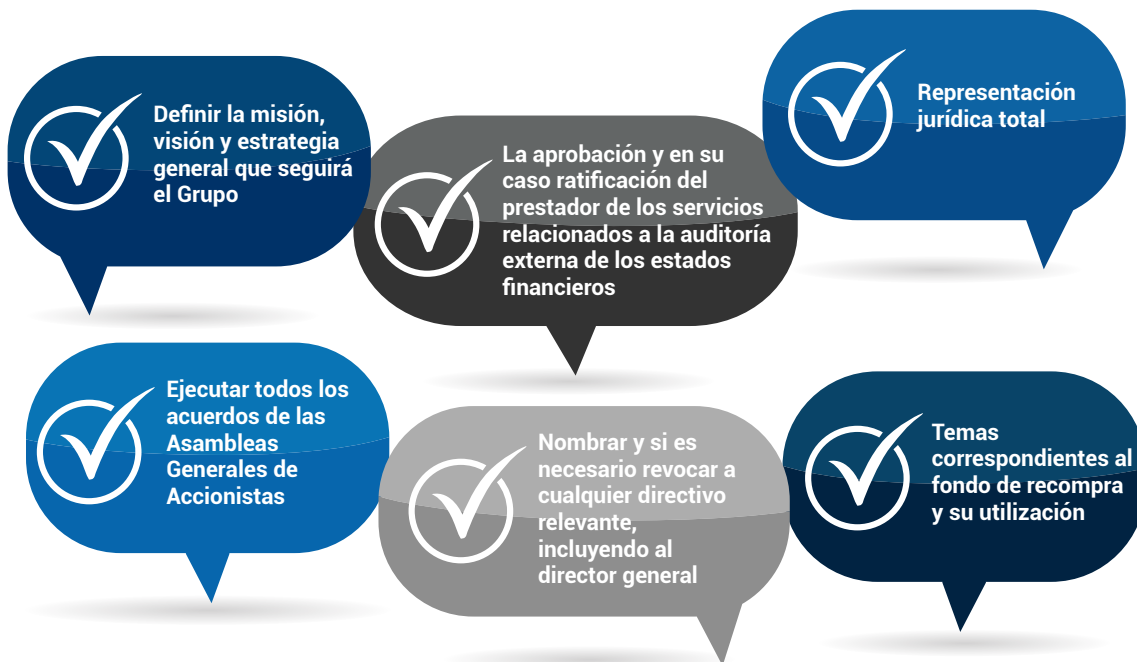 Definir la misión,
visión y estrategia
general que seguirá
el Grupo
La aprobación y en su
caso ratificación del
prestador de los servicios
relacionados a la auditoría
externa de los estados
financieros
Representación
jurídica total
Ejecutar todos los
acuerdos de las
Asambleas
Generales de
Accionistas
Nombrar y si es
necesario revocar a
cualquier directivo
relevante,
incluyendo al
director general
Temas
correspondientes al
fondo de recompra
y su utilización